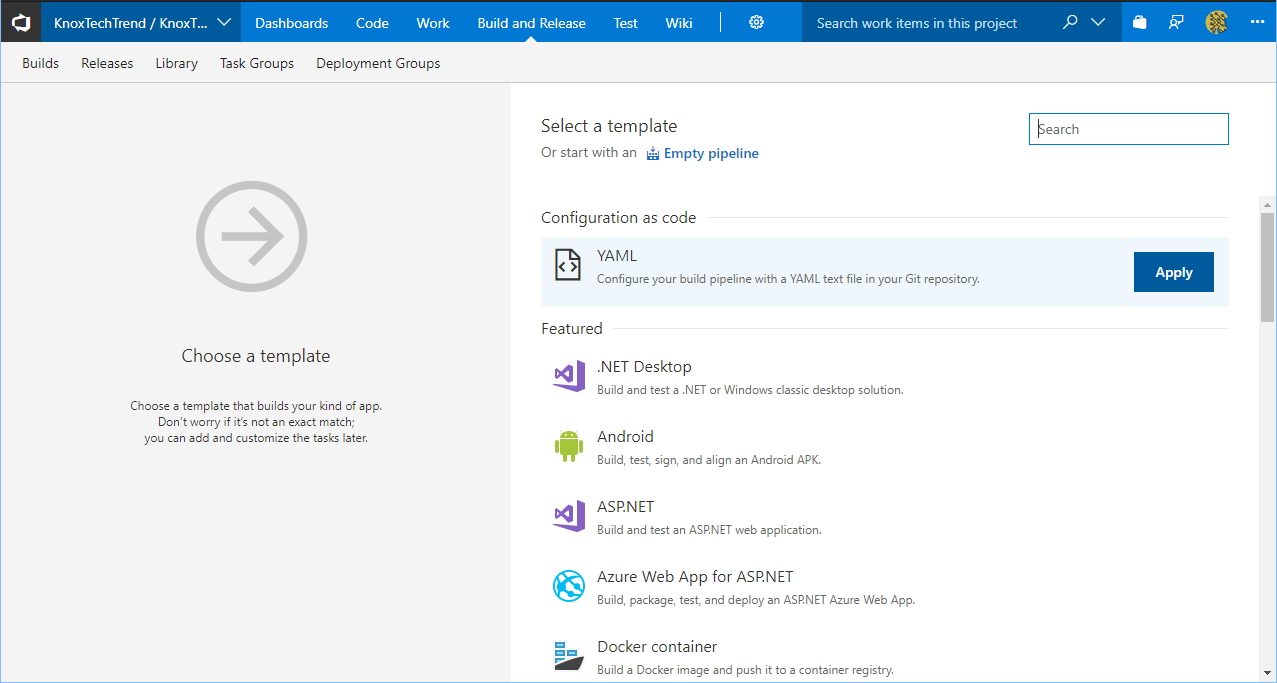 KnoxTechTrend / KnoxT...
Dashboards
Code
Work
Build and Release
Test
Wiki
Search work items in this project
Builds
Releases
Library
Task Groups
Deployment Groups
Choose a template
Choose a template that builds your kind of app.
Don't worry if it's not an exact match;
you can add and customize the tasks later.
Select a template
Search
Or start with an Empty pipeline
Configuration as code
YAML
Configure your build pipeline with a YAML text file in your Git repository.
Apply
Featured
.NET Desktop
Build and test a .NET or Windows classic desktop solution.
Android
Build, test, sign, and align an Android APK.
ASP.NET
Build and test an ASP.NET web application.
Azure Web App for ASP.NET
Build, package, test, and deploy an ASP.NET Azure Web App.
Docker container
Build a Docker image and push it to a container registry.